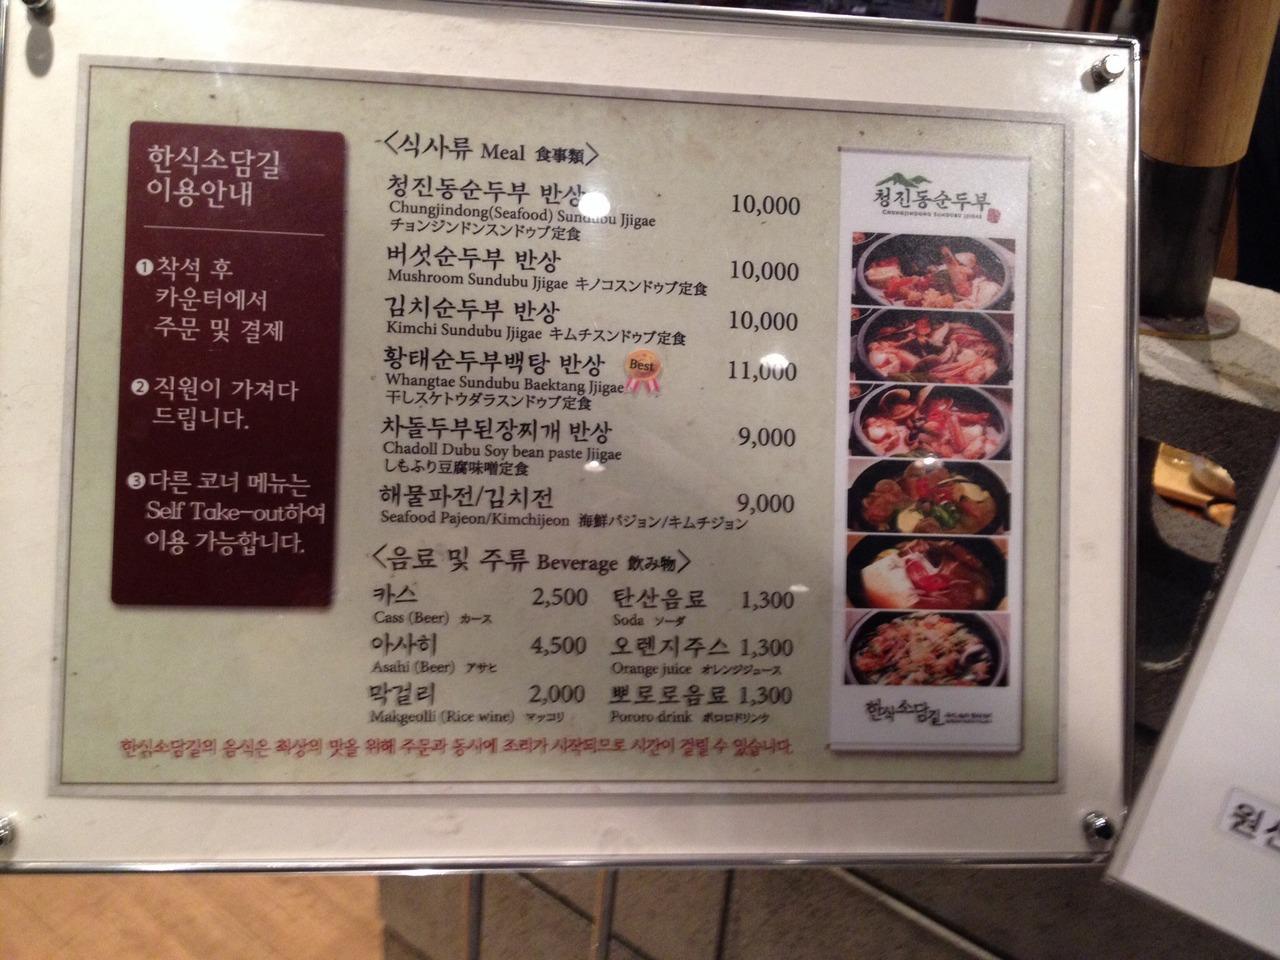 한식소담길
이용안내
❶ 착석 후
카운터에서
주문 및 결제
❷ 직원이 가져다
드립니다.
❸ 다른 코너 메뉴는
Self Take-out하여
이용 가능합니다.
<식사류 Meal 食事類>
청진동순두부 반상 10,000
Chungjindong(Seafood) Sundubu Jjigae
チョンジンドンスンドゥブ定食
버섯순두부 반상 10,000
Mushroom Sundubu Jjigae キノコスンドゥブ定食
김치순두부 반상 10,000
Kimchi Sundubu Jjigae キムチスンドゥブ定食
황태순두부백탕 반상 Best 11,000
Whangtae Sundubu Baektang Jjigae
干しスケトウダラスンドゥブ定食
차돌두부된장찌개 반상 9,000
Chadoll Dubu Soy bean paste Jjigae
しもふり豆腐味噌定食
해물파전/김치전 9,000
Seafood Pajeon/Kimchijeon 海鮮パジョン/キムチジョン
<음료 및 주류 Beverage 飲み物>
카스 2,500 탄산음료 1,300
Cass (Beer) カース Soda ソーダ
아사히 4,500 오렌지주스 1,300
Asahi (Beer) アサヒ Orange juice オレンジジュース
막걸리 2,000 뽀로로음료 1,300
Makgeolli (Rice wine) マッコリ Pororo drink ポロロドリンク
한식소담길의 음식은 최상의 맛을 위해 주문과 동시에 조리가 시작되므로 시간이 걸릴 수 있습니다.
청진동순두부
CHUNGJINDONG SUNDUBU JJIGAE
한식소담길